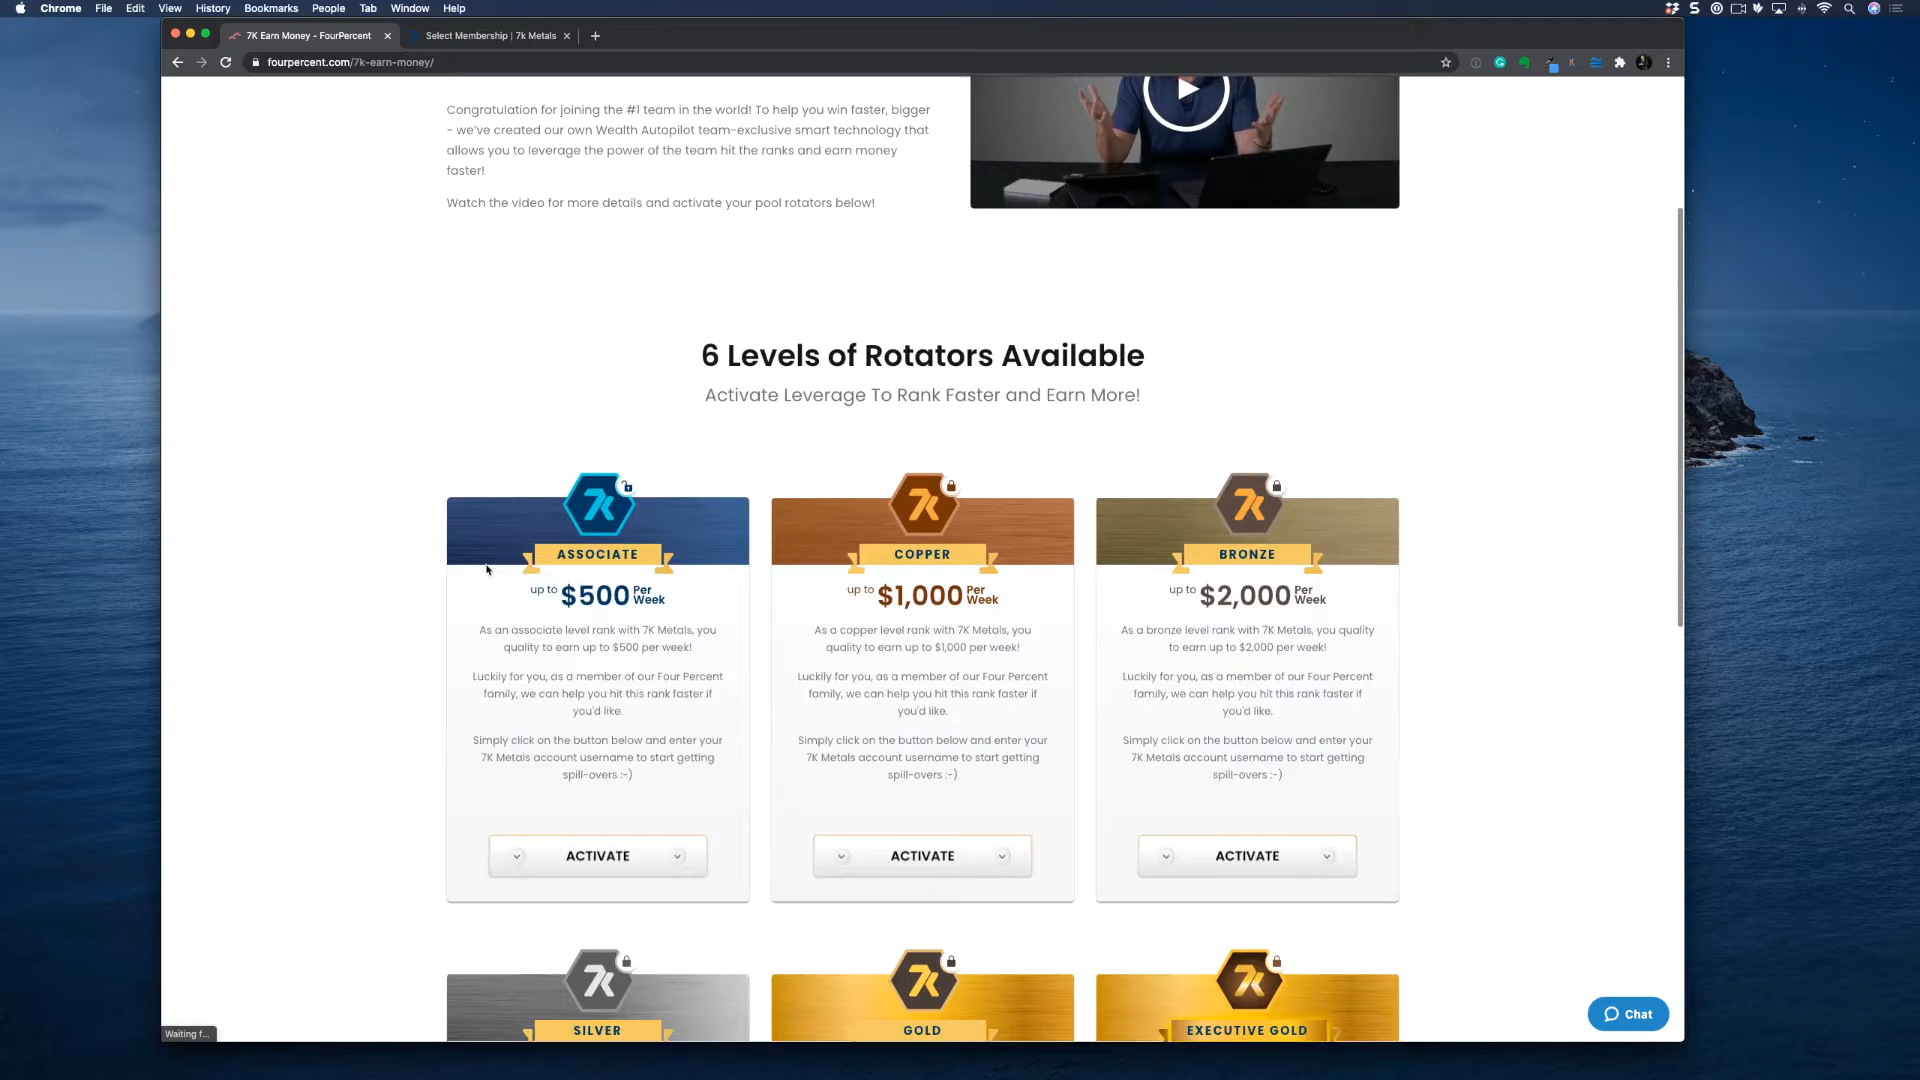 Chrome File Edit View History Bookmarks People Tab Window Help
7K Earn Money - FourPercent
Select Membership | 7k Metals
fourpercent.com/7k-earn-money/
Congratulation for joining the #1 team in the world! To help you win faster, bigger
- we've created our own Wealth Autopilot team-exclusive smart technology that
allows you to leverage the power of the team hit the ranks and earn money
faster!
Watch the video for more details and activate your pool rotators below!
6 Levels of Rotators Available
Activate Leverage To Rank Faster and Earn More!
7K
ASSOCIATE
up to $500 Per Week
As an associate level rank with 7K Metals, you
quality to earn up to $500 per week!
Luckily for you, as a member of our Four Percent
family, we can help you hit this rank faster if
you'd like.
Simply click on the button below and enter your
7K Metals account username to start getting
spill-overs :-)
ACTIVATE
7K
COPPER
up to $1,000 Per Week
As a copper level rank with 7K Metals, you
quality to earn up to $1,000 per week!
Luckily for you, as a member of our Four Percent
family, we can help you hit this rank faster if
you'd like.
Simply click on the button below and enter your
7K Metals account username to start getting
spill-overs :-)
ACTIVATE
7K
BRONZE
up to $2,000 Per Week
As a bronze level rank with 7K Metals, you quality
to earn up to $2,000 per week!
Luckily for you, as a member of our Four Percent
family, we can help you hit this rank faster if
you'd like.
Simply click on the button below and enter your
7K Metals account username to start getting
spill-overs :-)
ACTIVATE
7K
SILVER
7K
GOLD
7K
EXECUTIVE GOLD
Chat
Waiting f...